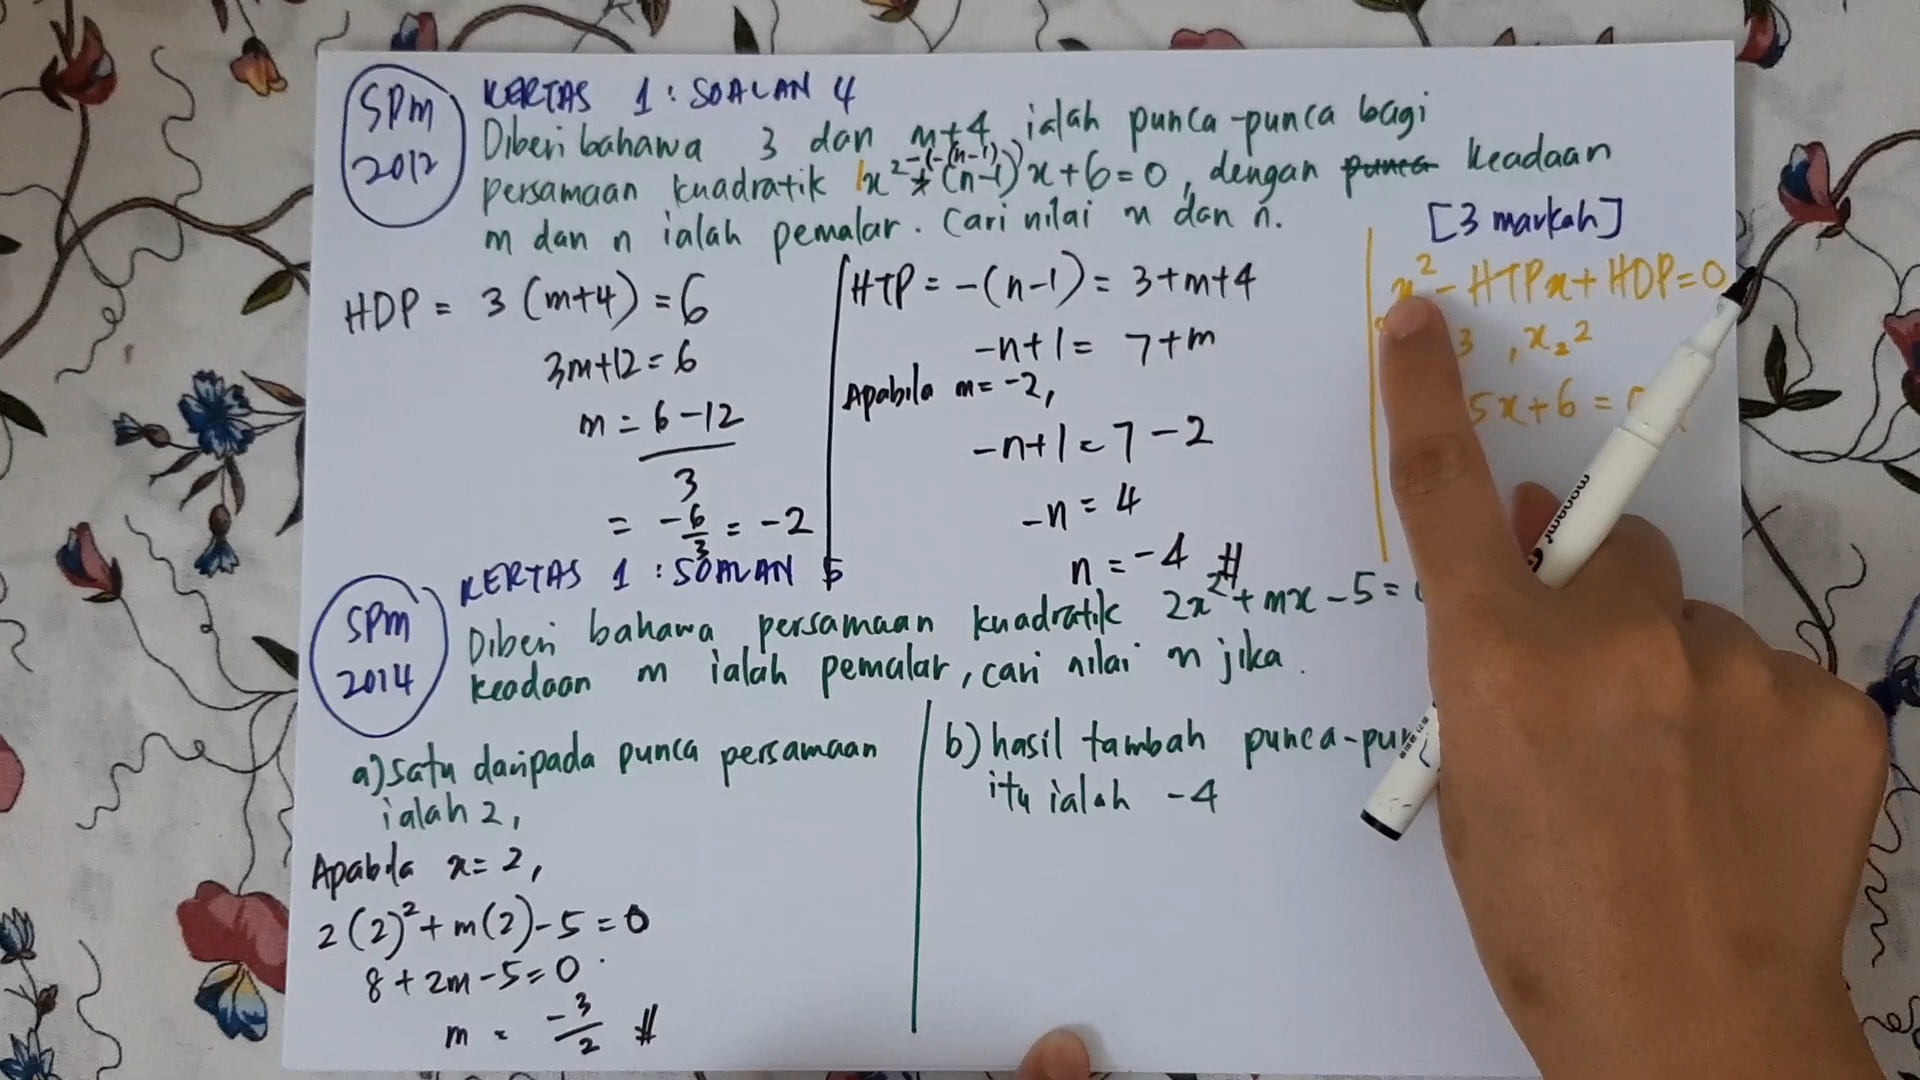 SPM
2012
KERTAS 1 : SOALAN 4
Diberi bahawa 3 dan m+4 ialah punca-punca bagi
persamaan kuadratik 1x² - (-(n-1))x+6=0, dengan keadaan
m dan n ialah pemalar. Cari nilai m dan n.
[3 markah]
HDP = 3(m+4) = 6
3m+12 = 6
m = 6-12
3
= -6/3 = -2
HTP = -(n-1) = 3+m+4
-n+1 = 7+m
Apabila m = -2,
-n+1 = 7-2
-n = 4
n = -4 #
x² - HTPx + HDP = 0
3 , x₂ 2
5x+6 =
SPM
2014
KERTAS 1 : SOALAN 5
Diberi bahawa persamaan kuadratik 2x²+mx-5 =
keadaan m ialah pemalar, cari nilai m jika.
a) satu daripada punca persamaan
ialah 2,
Apabila x = 2,
2(2)²+m(2)-5 = 0
8+2m-5 = 0
m = -3/2 #
b) hasil tambah punca-pun
itu ialah -4
monami